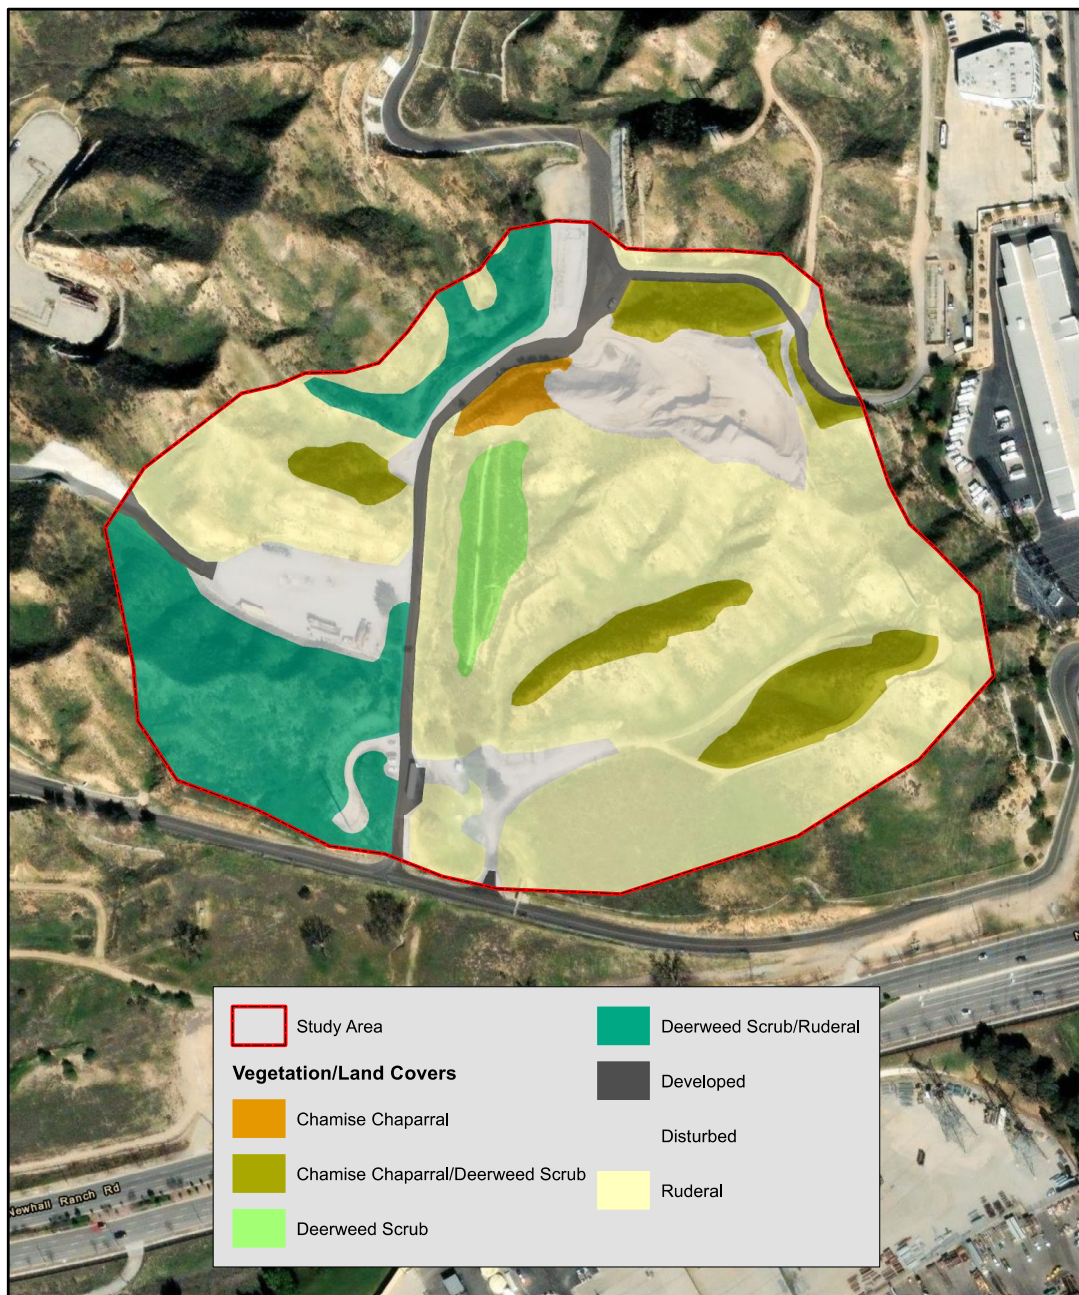 Study Area
Vegetation/Land Covers
Chamise Chaparral
Chamise Chaparral/Deerweed Scrub
Deerweed Scrub
Deerweed Scrub/Ruderal
Developed
Disturbed
Ruderal
Newhall Ranch Rd